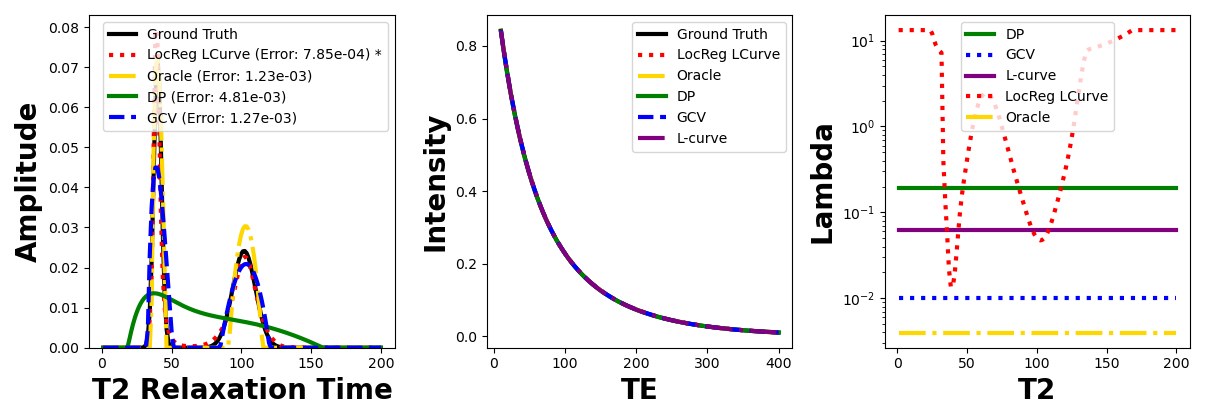 Amplitude
0.08
0.07
0.06
0.05
0.04
0.03
0.02
0.01
0.00
Ground Truth
LocReg LCurve (Error: 7.85e-04) *
Oracle (Error: 1.23e-03)
DP (Error: 4.81e-03)
GCV (Error: 1.27e-03)
0 50 100 150 200
T2 Relaxation Time
Intensity
0.8
0.6
0.4
0.2
0.0
Ground Truth
LocReg LCurve
Oracle
DP
GCV
L-curve
0 100 200 300 400
TE
Lambda
10¹
10⁰
10⁻¹
10⁻²
DP
GCV
L-curve
LocReg LCurve
Oracle
0 50 100 150 200
T2